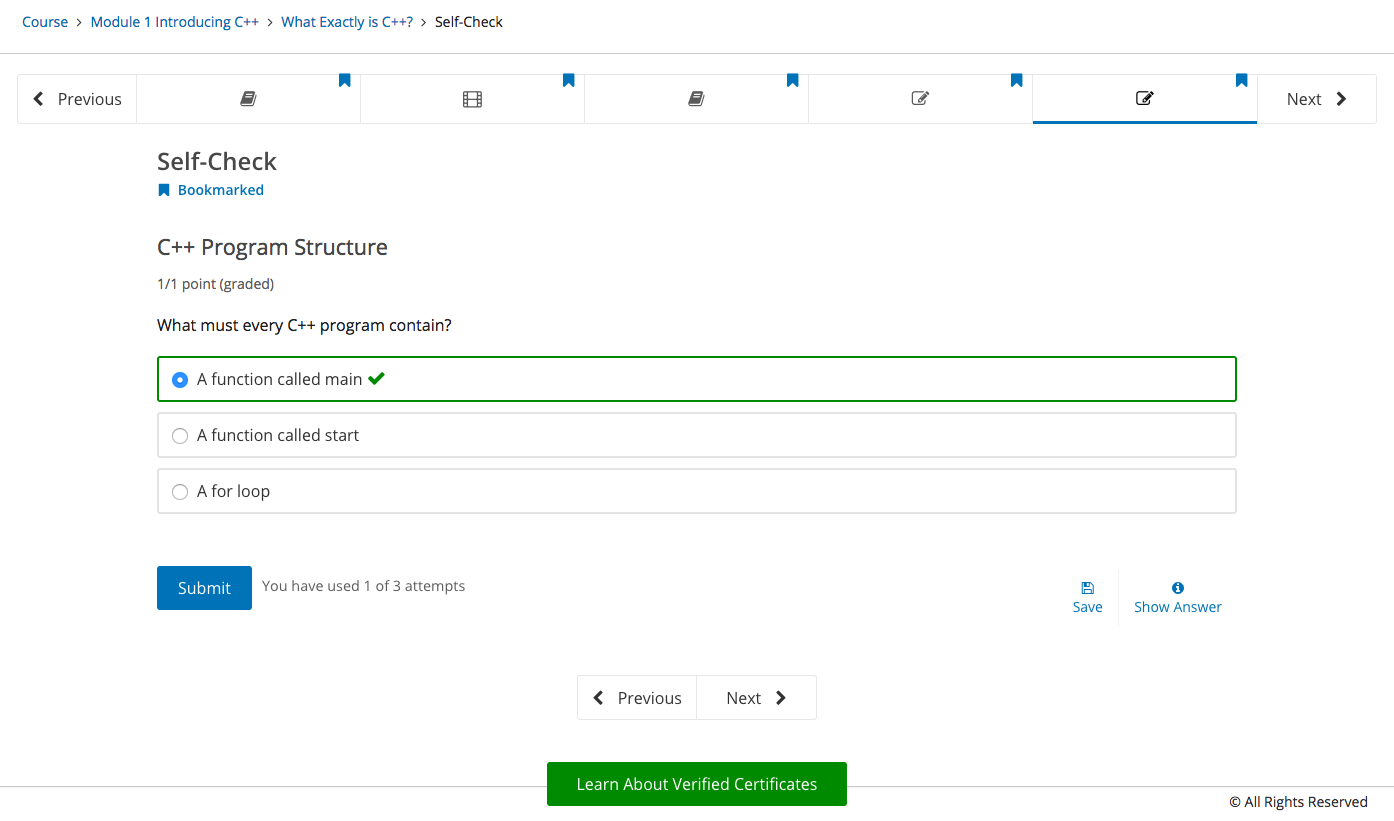 Course > Module 1 Introducing C++ > What Exactly is C++? > Self-Check
Previous
Next
Self-Check
Bookmarked
C++ Program Structure
1/1 point (graded)
What must every C++ program contain?
A function called main
A function called start
A for loop
Submit
You have used 1 of 3 attempts
Save
Show Answer
Previous
Next
Learn About Verified Certificates
© All Rights Reserved